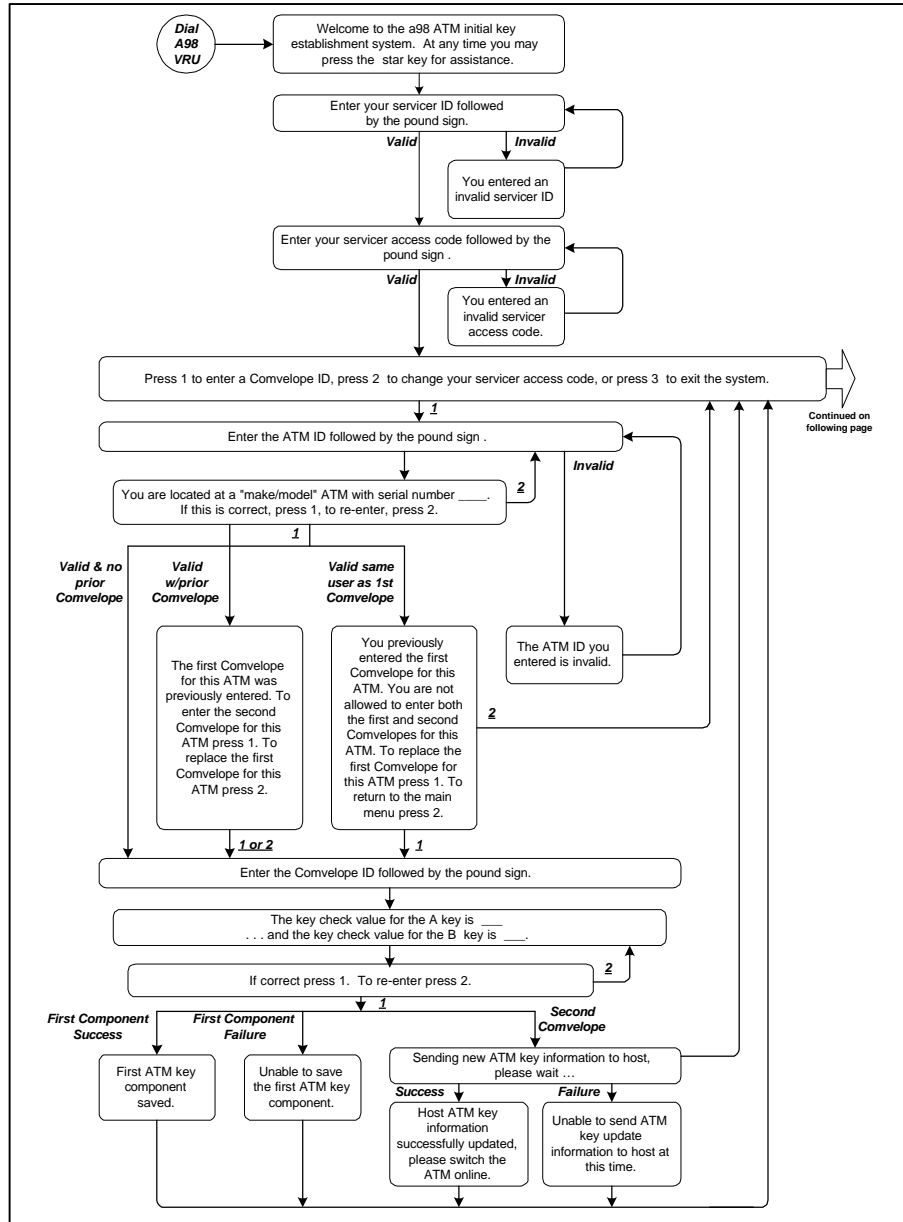 Dial
A98
VRU
Welcome to the a98 ATM initial key
establishment system. At any time you may
press the star key for assistance.
Enter your servicer ID followed
by the pound sign.
Valid
Invalid
You entered an
invalid servicer ID
Enter your servicer access code followed by the
pound sign .
Valid
Invalid
You entered an
invalid servicer
access code.
Press 1 to enter a Comvelope ID, press 2 to change your servicer access code, or press 3 to exit the system.
Continued on
following page
1
Enter the ATM ID followed by the pound sign .
Invalid
2
You are located at a "make/model" ATM with serial number ____.
If this is correct, press 1, to re-enter, press 2.
1
Valid & no
prior
Comvelope
Valid
w/prior
Comvelope
Valid same
user as 1st
Comvelope
The first Comvelope
for this ATM was
previously entered. To
enter the second
Comvelope for this
ATM press 1. To
replace the first
Comvelope for this
ATM press 2.
You previously
entered the first
Comvelope for this
ATM. You are not
allowed to enter both
the first and second
Comvelopes for this
ATM. To replace the
first Comvelope for
this ATM press 1. To
return to the main
menu press 2.
The ATM ID you
entered is invalid.
2
1 or 2
1
Enter the Comvelope ID followed by the pound sign.
The key check value for the A key is ___
. . . and the key check value for the B key is ___.
2
If correct press 1. To re-enter press 2.
1
First Component
Success
First Component
Failure
Second
Comvelope
First ATM key
component
saved.
Unable to save
the first ATM key
component.
Sending new ATM key information to host,
please wait ...
Success
Failure
Host ATM key
information
successfully updated,
please switch the
ATM online.
Unable to send ATM
key update
information to host at
this time.